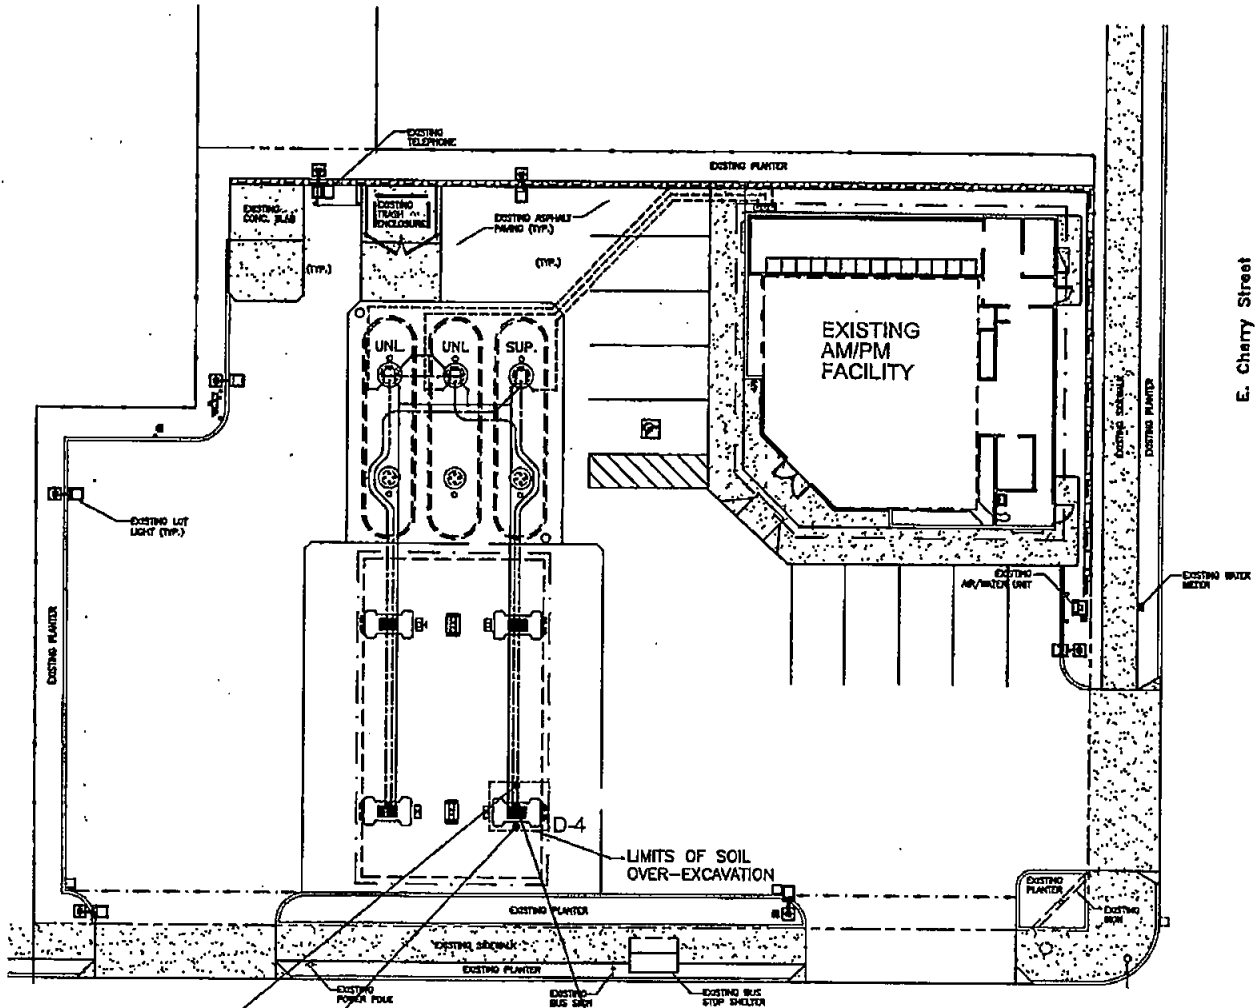 EXISTING
TELEPHONE
EXISTING PLANTER
EXISTING
CONC. SLAB
EXISTING
TRASH
ENCLOSURE
EXISTING ASPHALT
PAVING (TYP.)
(TYP.)
(TYP.)
UNL.
UNL.
SUP.
EXISTING
AM/PM
FACILITY
E. Cherry Street
EXISTING SIDEWALK
EXISTING PLANTER
EXISTING LOT
LIGHT (TYP.)
EXISTING
AIR/WATER UNIT
EXISTING WATER
METER
EXISTING PLANTER
D-4
LIMITS OF SOIL
OVER-EXCAVATION
EXISTING
PLANTER
EXISTING
SIGN
EXISTING PLANTER
EXISTING SIDEWALK
EXISTING PLANTER
EXISTING
POWER POLE
EXISTING
BUS SIGN
EXISTING BUS
STOP SHELTER